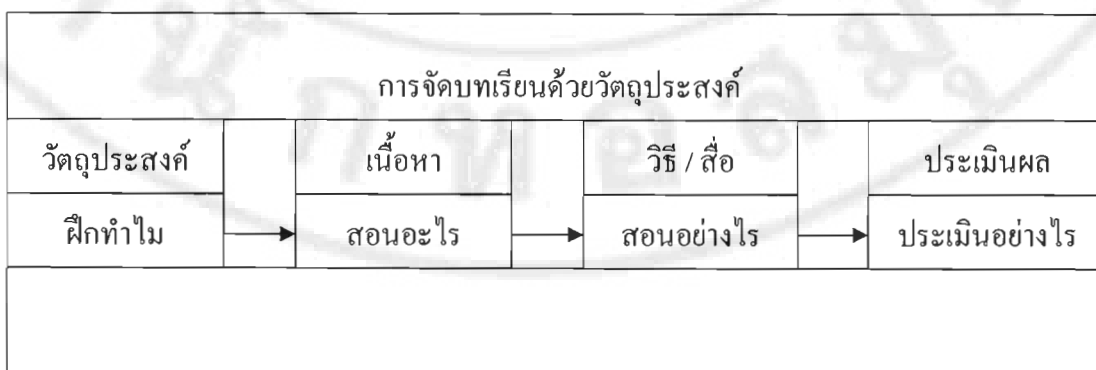 การจัดบทเรียนด้วยวัตถุประสงค์
วัตถุประสงค์ เนื้อหา วิธี / สื่อ ประเมินผล
ฝึกทำไม สอนอะไร สอนอย่างไร ประเมินอย่างไร